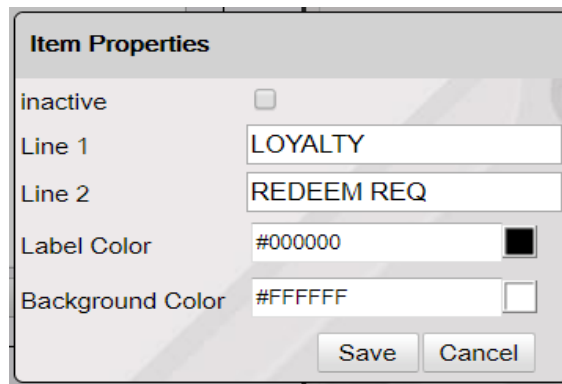 Item Properties
inactive
Line 1 LOYALTY
Line 2 REDEEM REQ
Label Color #000000
Background Color #FFFFFF
Save Cancel